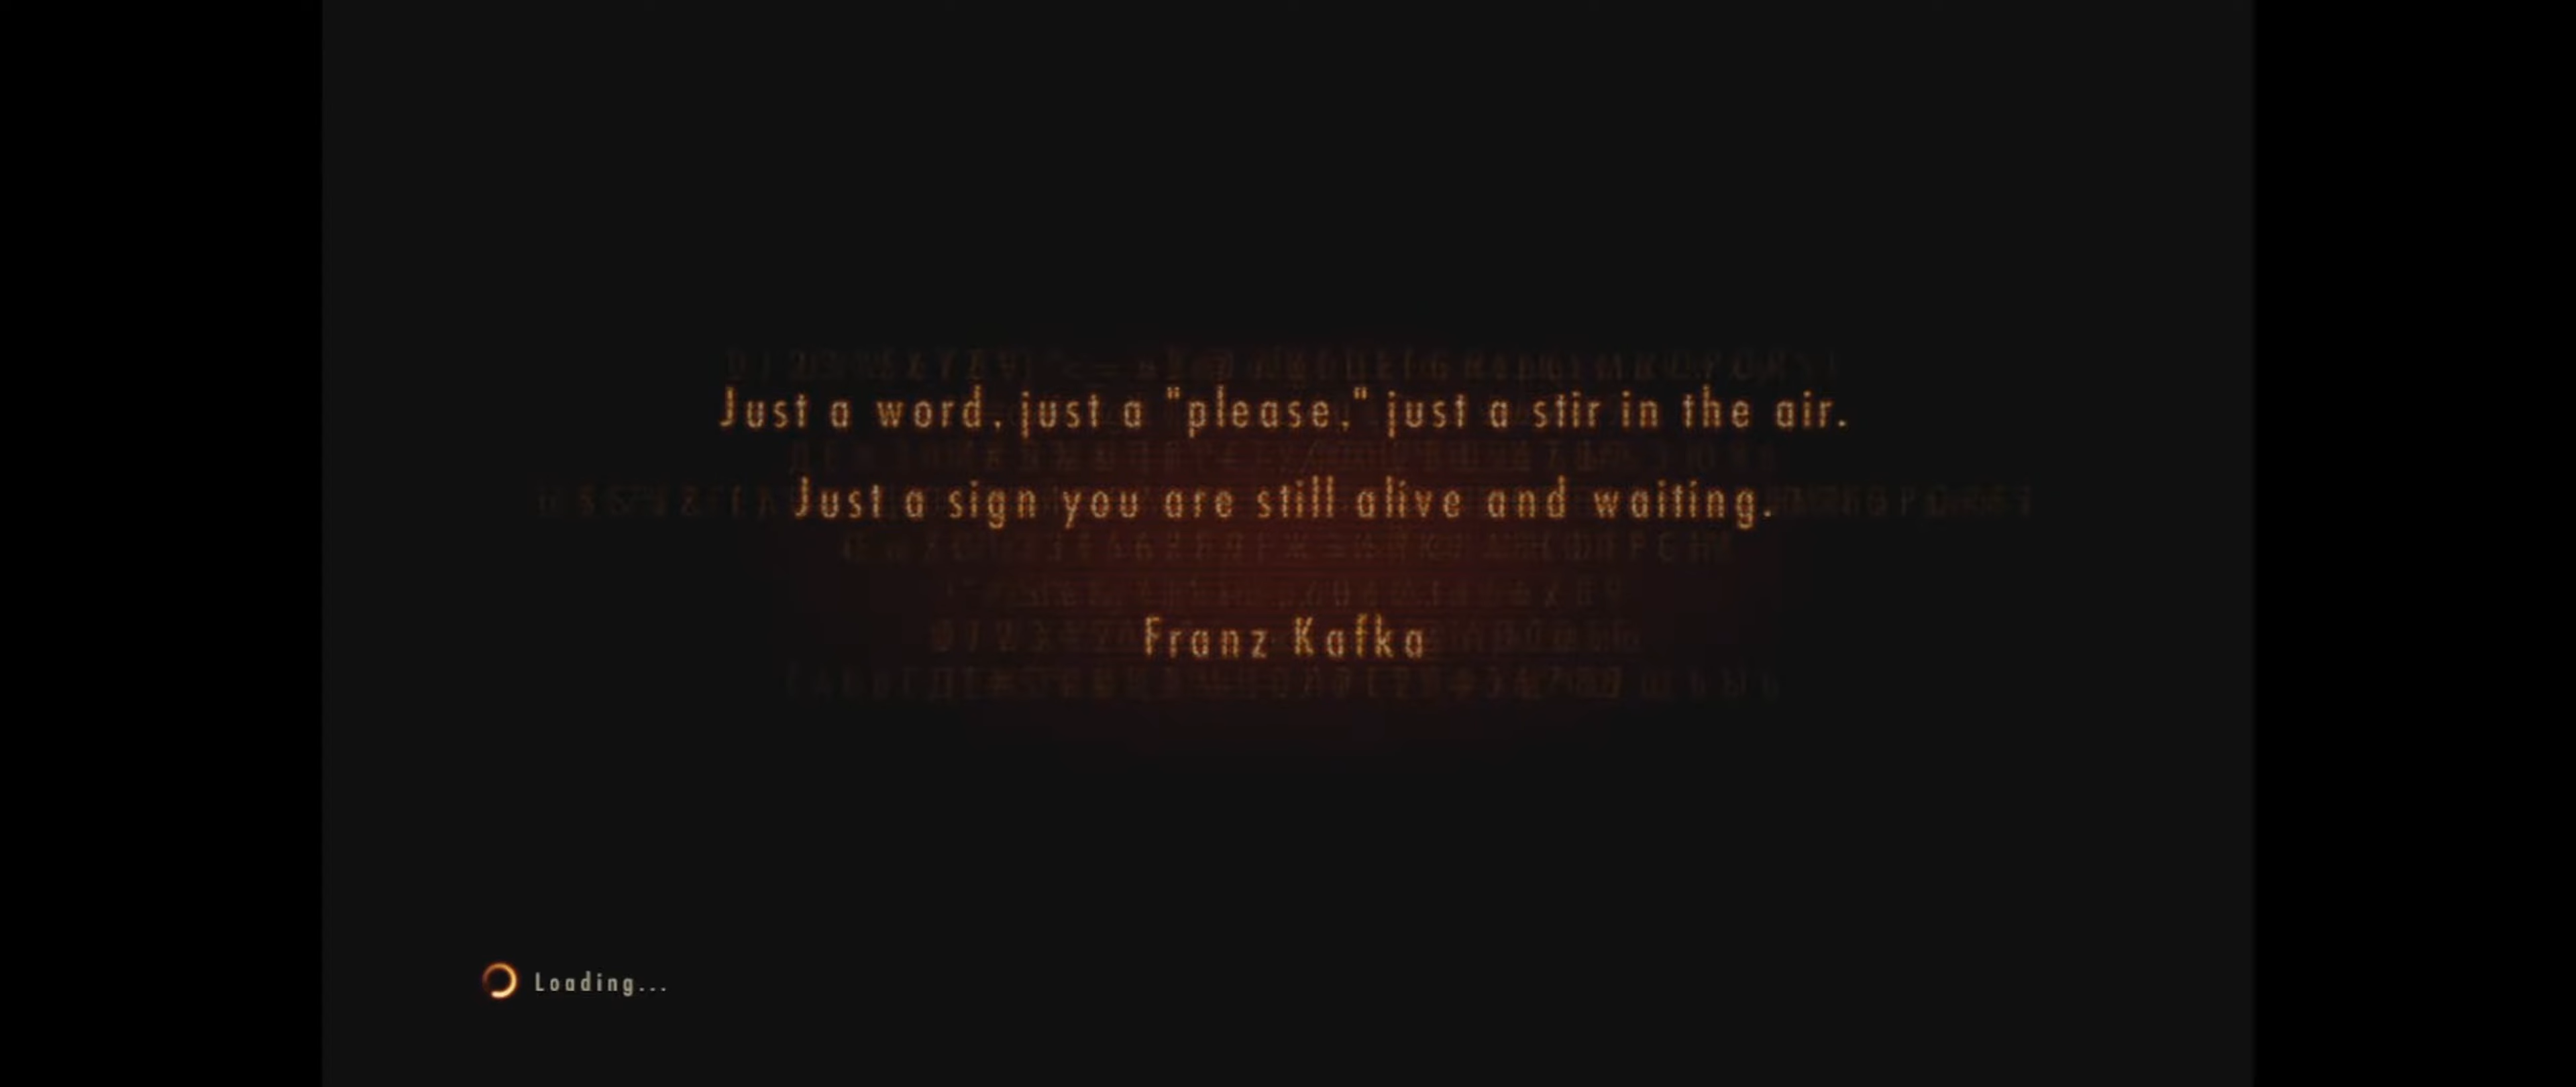 Just a word, just a "please," just a stir in the air.
Just a sign you are still alive and waiting.
Franz Kafka
Loading...